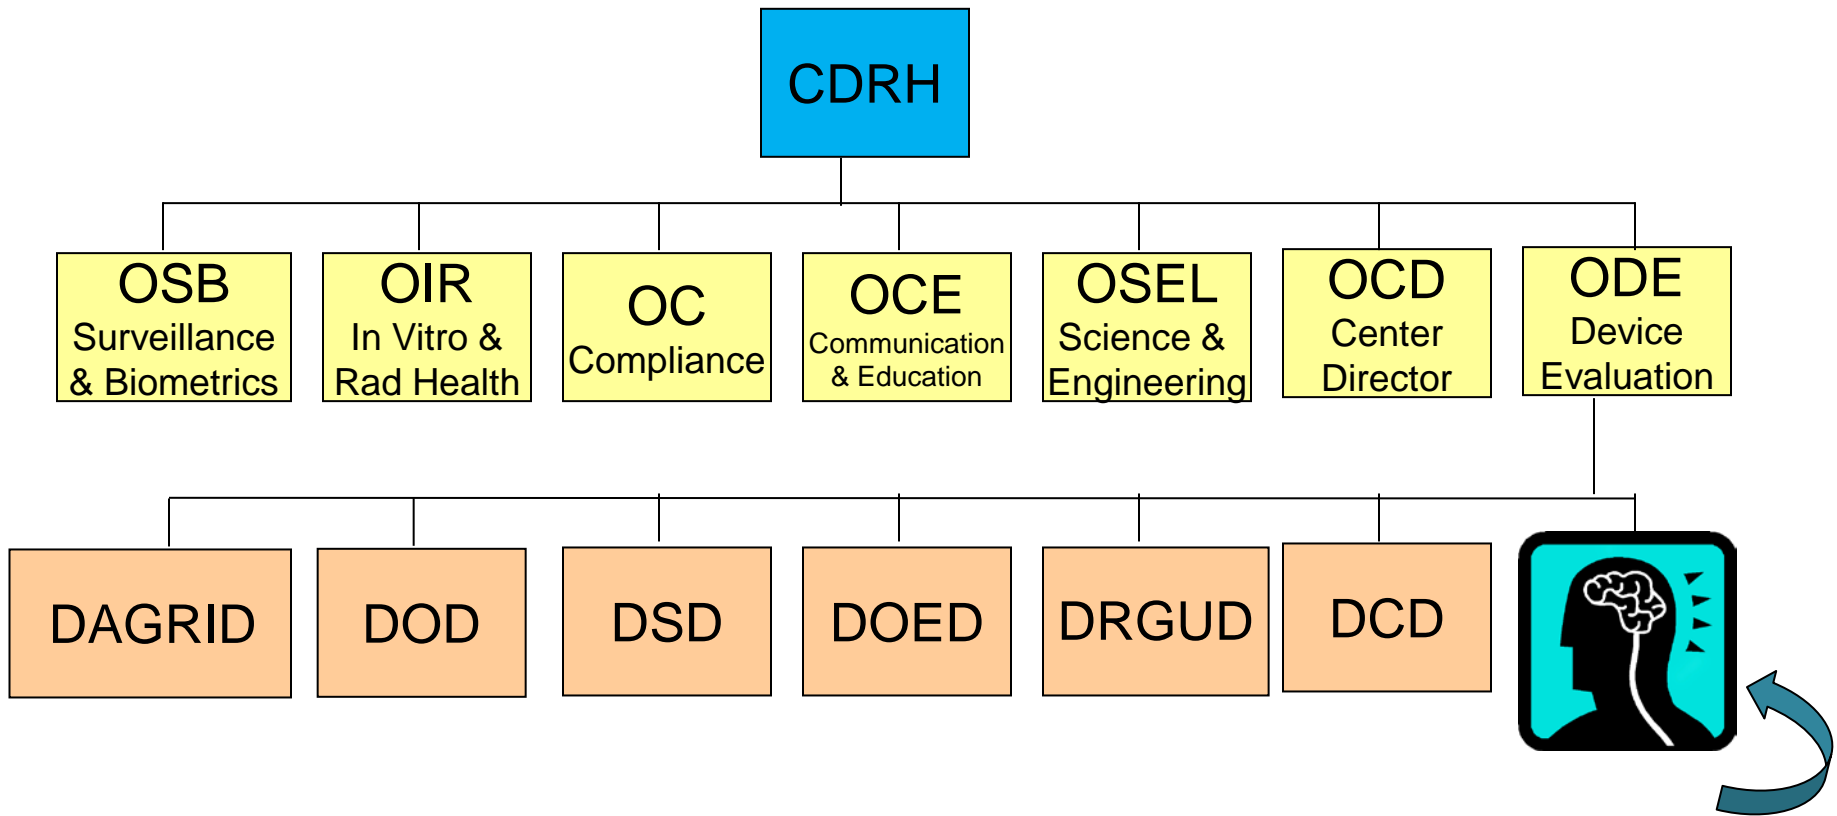 CDRH
OSB
Surveillance
& Biometrics
OIR
In Vitro &
Rad Health
OC
Compliance
OCE
Communication
& Education
OSEL
Science &
Engineering
OCD
Center
Director
ODE
Device
Evaluation
DAGRID
DOD
DSD
DOED
DRGUD
DCD